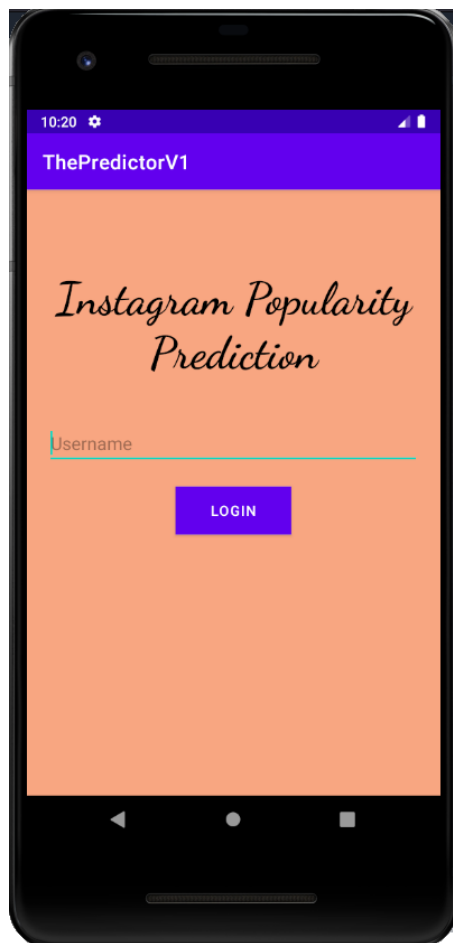 10:20
ThePredictorV1
Instagram Popularity
Prediction
Username
LOGIN